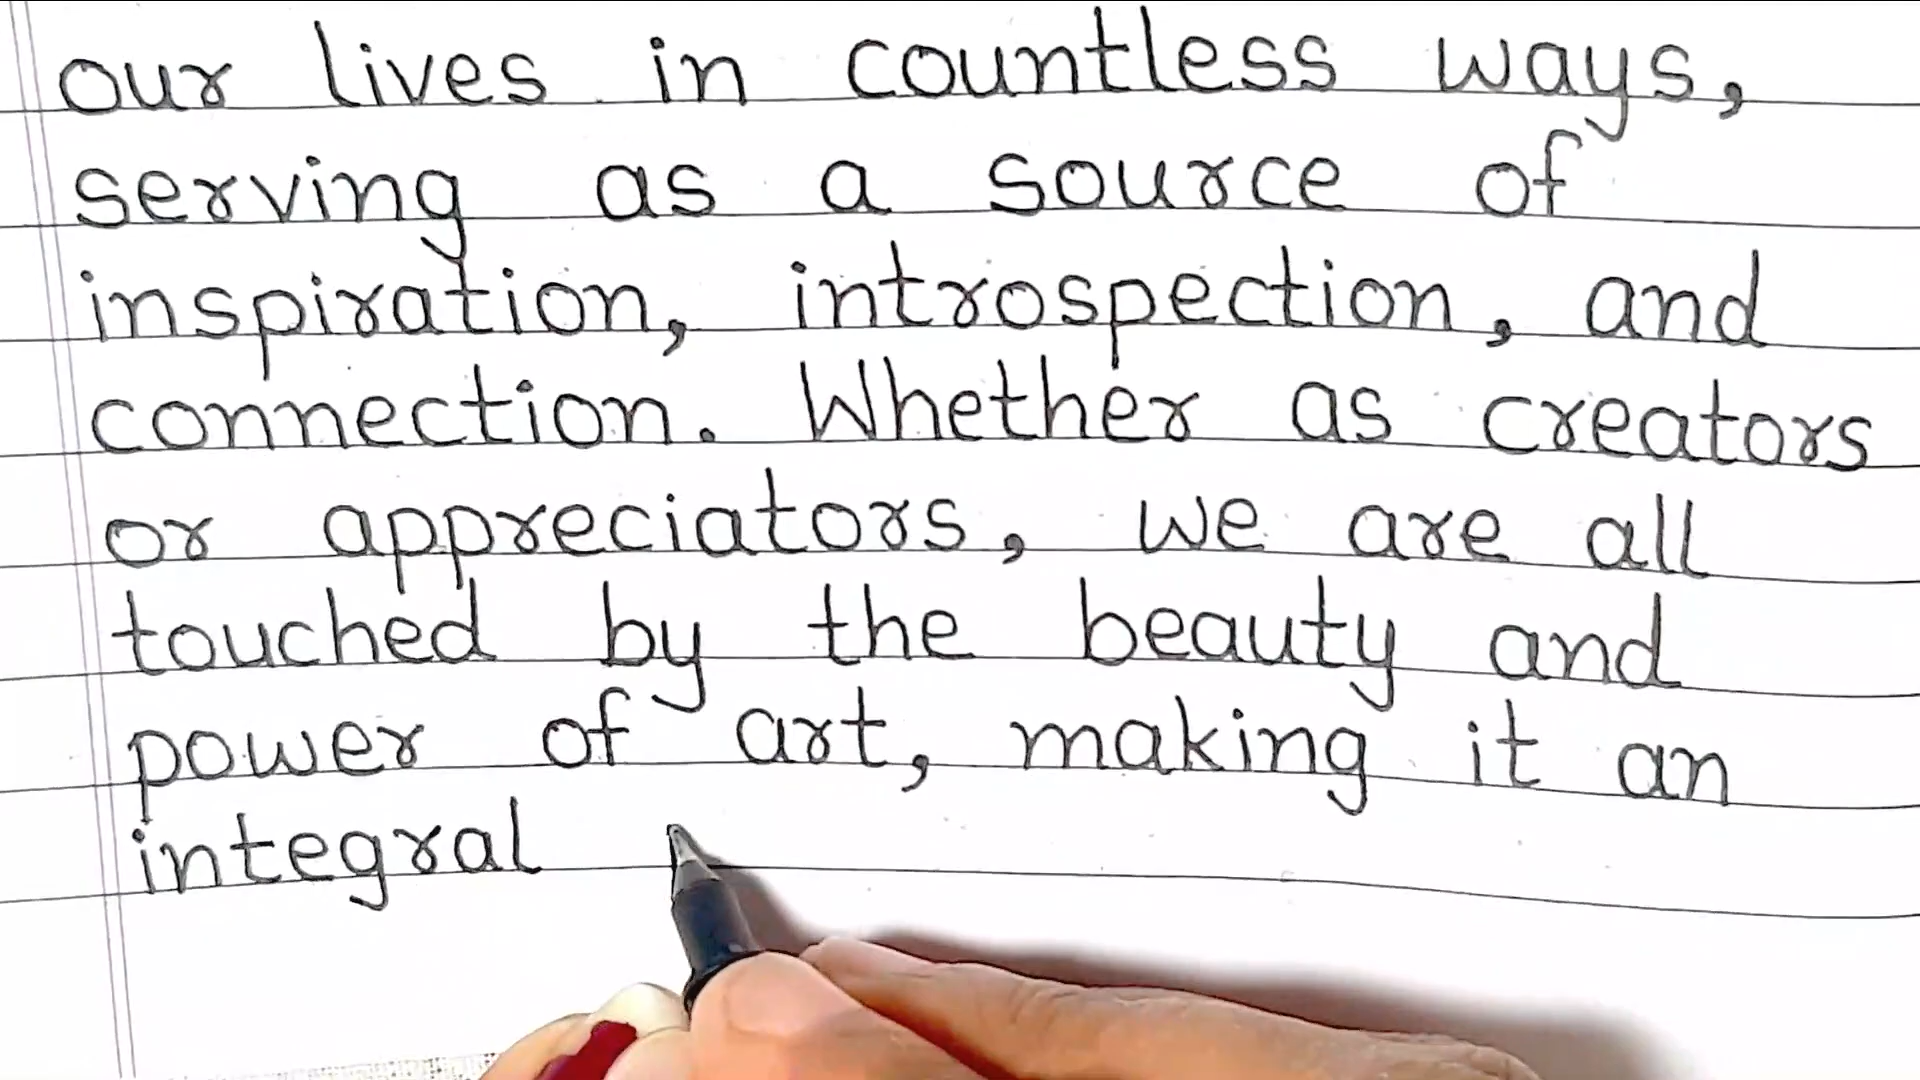 our lives in countless ways,
serving as a source of
inspiration, introspection, and
connection. Whether as creators
or appreciators, we are all
touched by the beauty and
power of art, making it an
integral